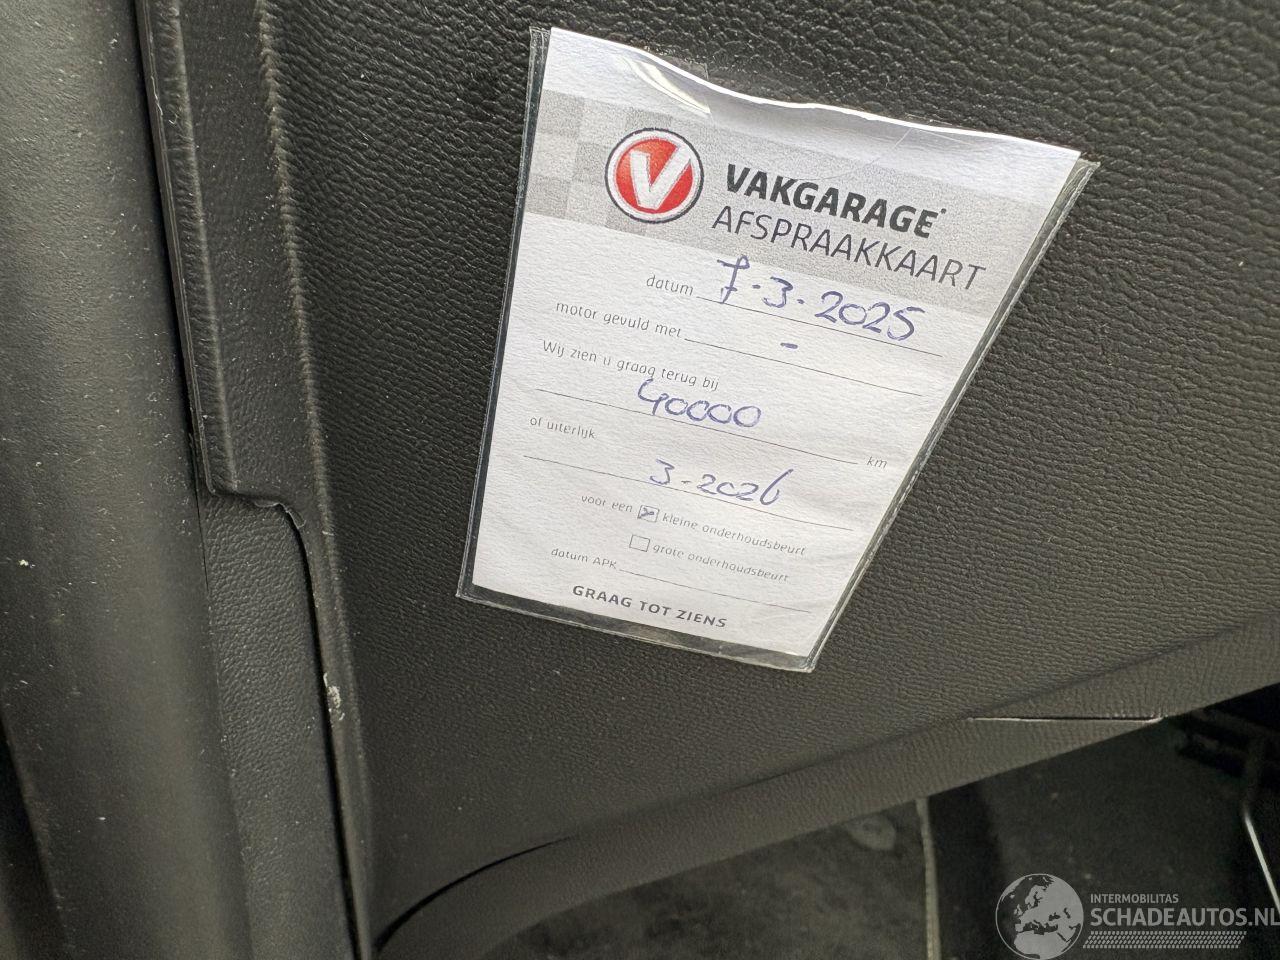 V
VAKGARAGE
AFSPRAAKKAART
datum 7-3-2025
motor gevuld met -
Wij zien u graag terug bij
40000 km
of uiterlijk
3-2026
voor een kleine onderhoudsbeurt
grote onderhoudsbeurt
datum APK
GRAAG TOT ZIENS
INTERMOBILITAS
SCHADEAUTOS.NL